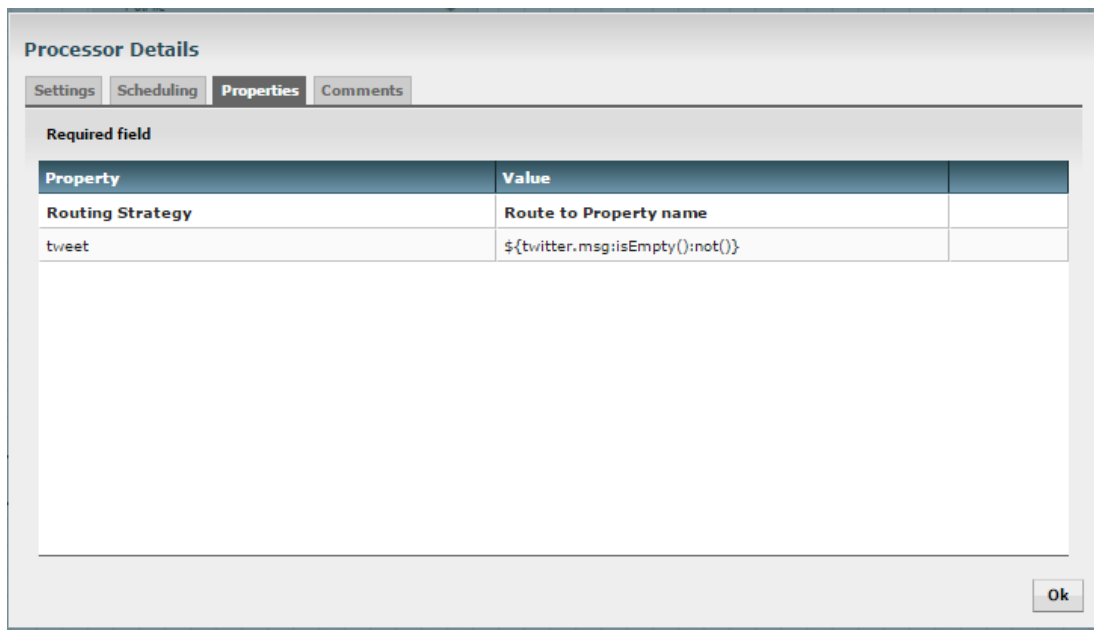 Processor Details
Settings Scheduling Properties Comments
Required field
Property Value
Routing Strategy Route to Property name
tweet ${twitter.msg:isEmpty():not()}
Ok